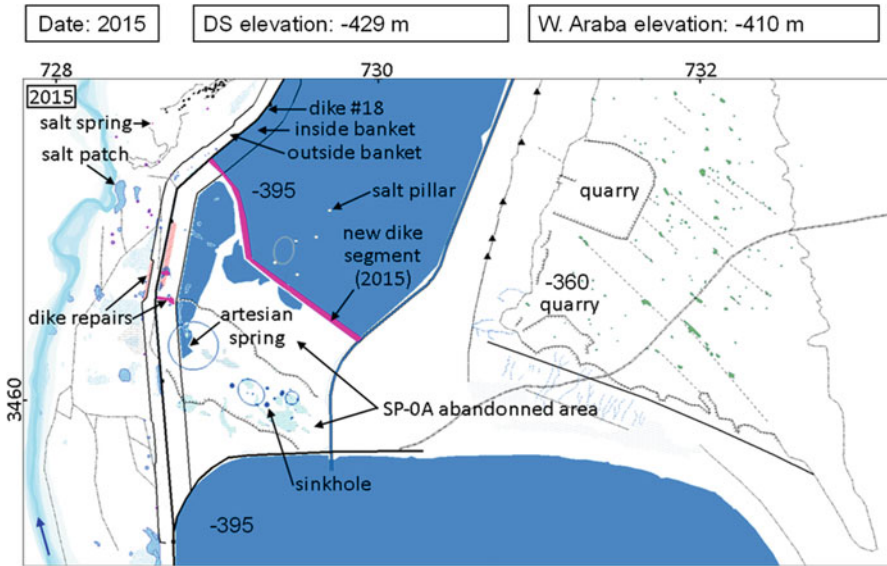 Date: 2015
DS elevation: -429 m
W. Araba elevation: -410 m
728
730
732
2015
salt spring
salt patch
dike #18
inside banket
outside banket
-395
salt pillar
new dike
segment
(2015)
quarry
-360
quarry
dike repairs
artesian
spring
3460
SP-0A abandonned area
sinkhole
-395